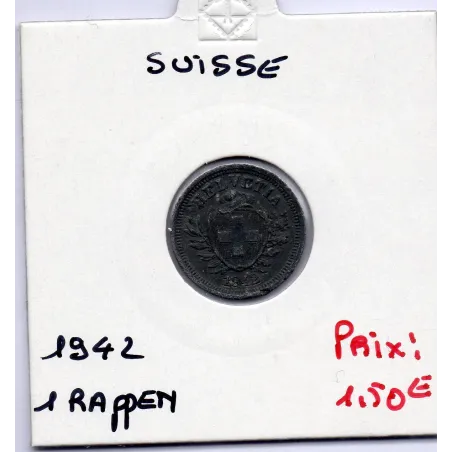 SUISSE
HELVETIA
1942
1 RAppEN
Prix:
1.50€